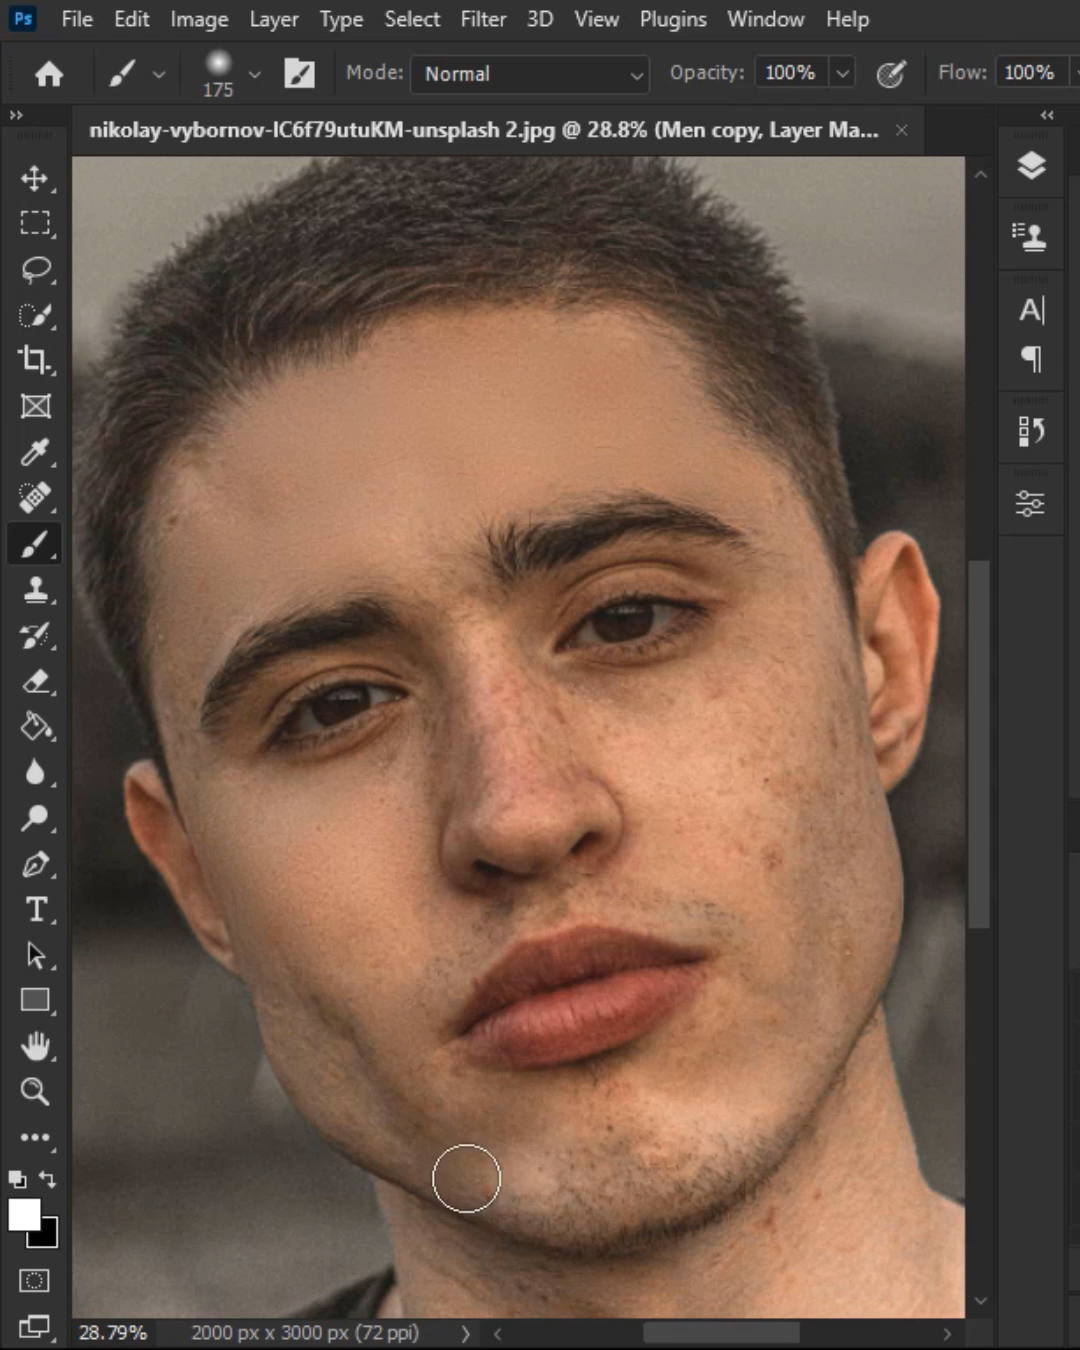 Ps File Edit Image Layer Type Select Filter 3D View Plugins Window Help
175 Mode: Normal Opacity: 100% Flow: 100%
nikolay-vybornov-IC6f79utuKM-unsplash 2.jpg @ 28.8% (Men copy, Layer Ma... ×
T
A|
¶
28.79% 2000 px x 3000 px (72 ppi)